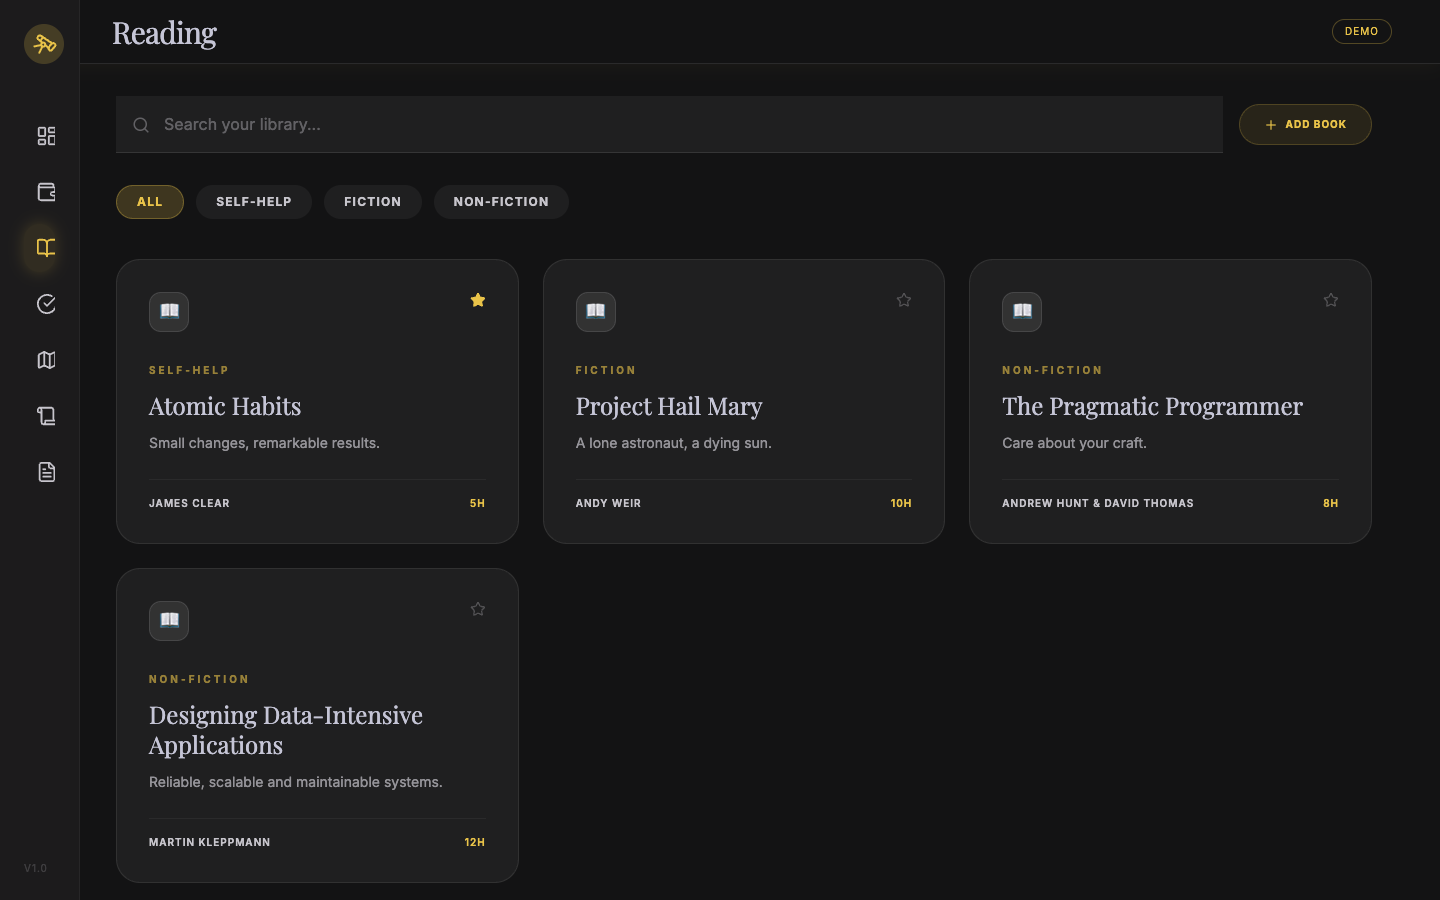 Reading
DEMO
Search your library...
ADD BOOK
ALL
SELF-HELP
FICTION
NON-FICTION
SELF-HELP
Atomic Habits
Small changes, remarkable results.
JAMES CLEAR
5H
FICTION
Project Hail Mary
A lone astronaut, a dying sun.
ANDY WEIR
10H
NON-FICTION
The Pragmatic Programmer
Care about your craft.
ANDREW HUNT & DAVID THOMAS
8H
NON-FICTION
Designing Data-Intensive
Applications
Reliable, scalable and maintainable systems.
MARTIN KLEPPMANN
12H
V1.0